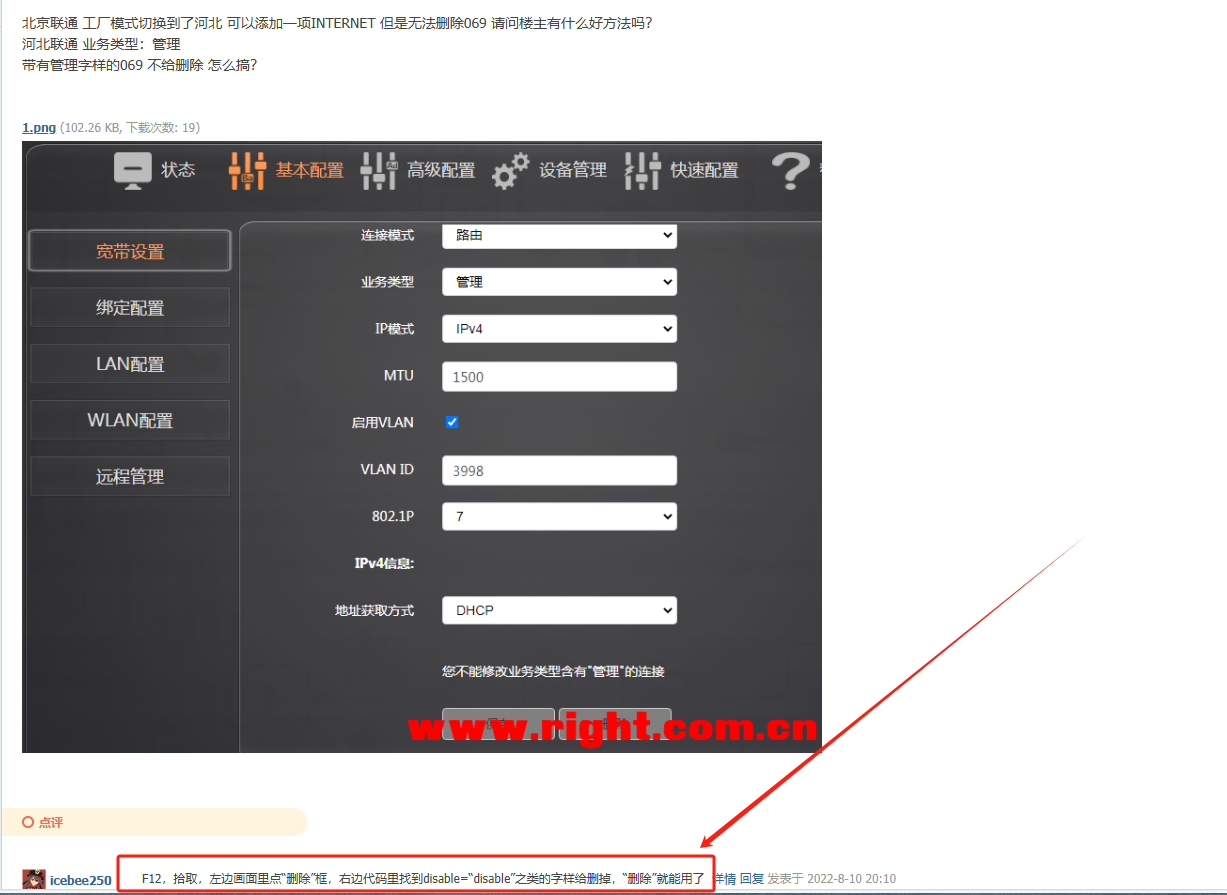 北京联通 工厂模式切换到了河北 可以添加一项INTERNET 但是无法删除069 请问楼主有什么好方法吗?
河北联通 业务类型：管理
带有管理字样的069 不给删除 怎么搞?
1.png (102.26 KB, 下载次数: 19)
状态 基本配置 高级配置 设备管理 快速配置
宽带设置
绑定配置
LAN配置
WLAN配置
远程管理
连接模式 路由
业务类型 管理
IP模式 IPv4
MTU 1500
启用VLAN
VLAN ID 3998
802.1P 7
IPv4信息:
地址获取方式 DHCP
您不能修改业务类型含有"管理"的连接
www.right.com.cn
点评
icebee250 F12，拾取，左边画面里点“删除”框，右边代码里找到disable=“disable”之类的字样给删掉，“删除”就能用了 详情 回复 发表于 2022-8-10 20:10